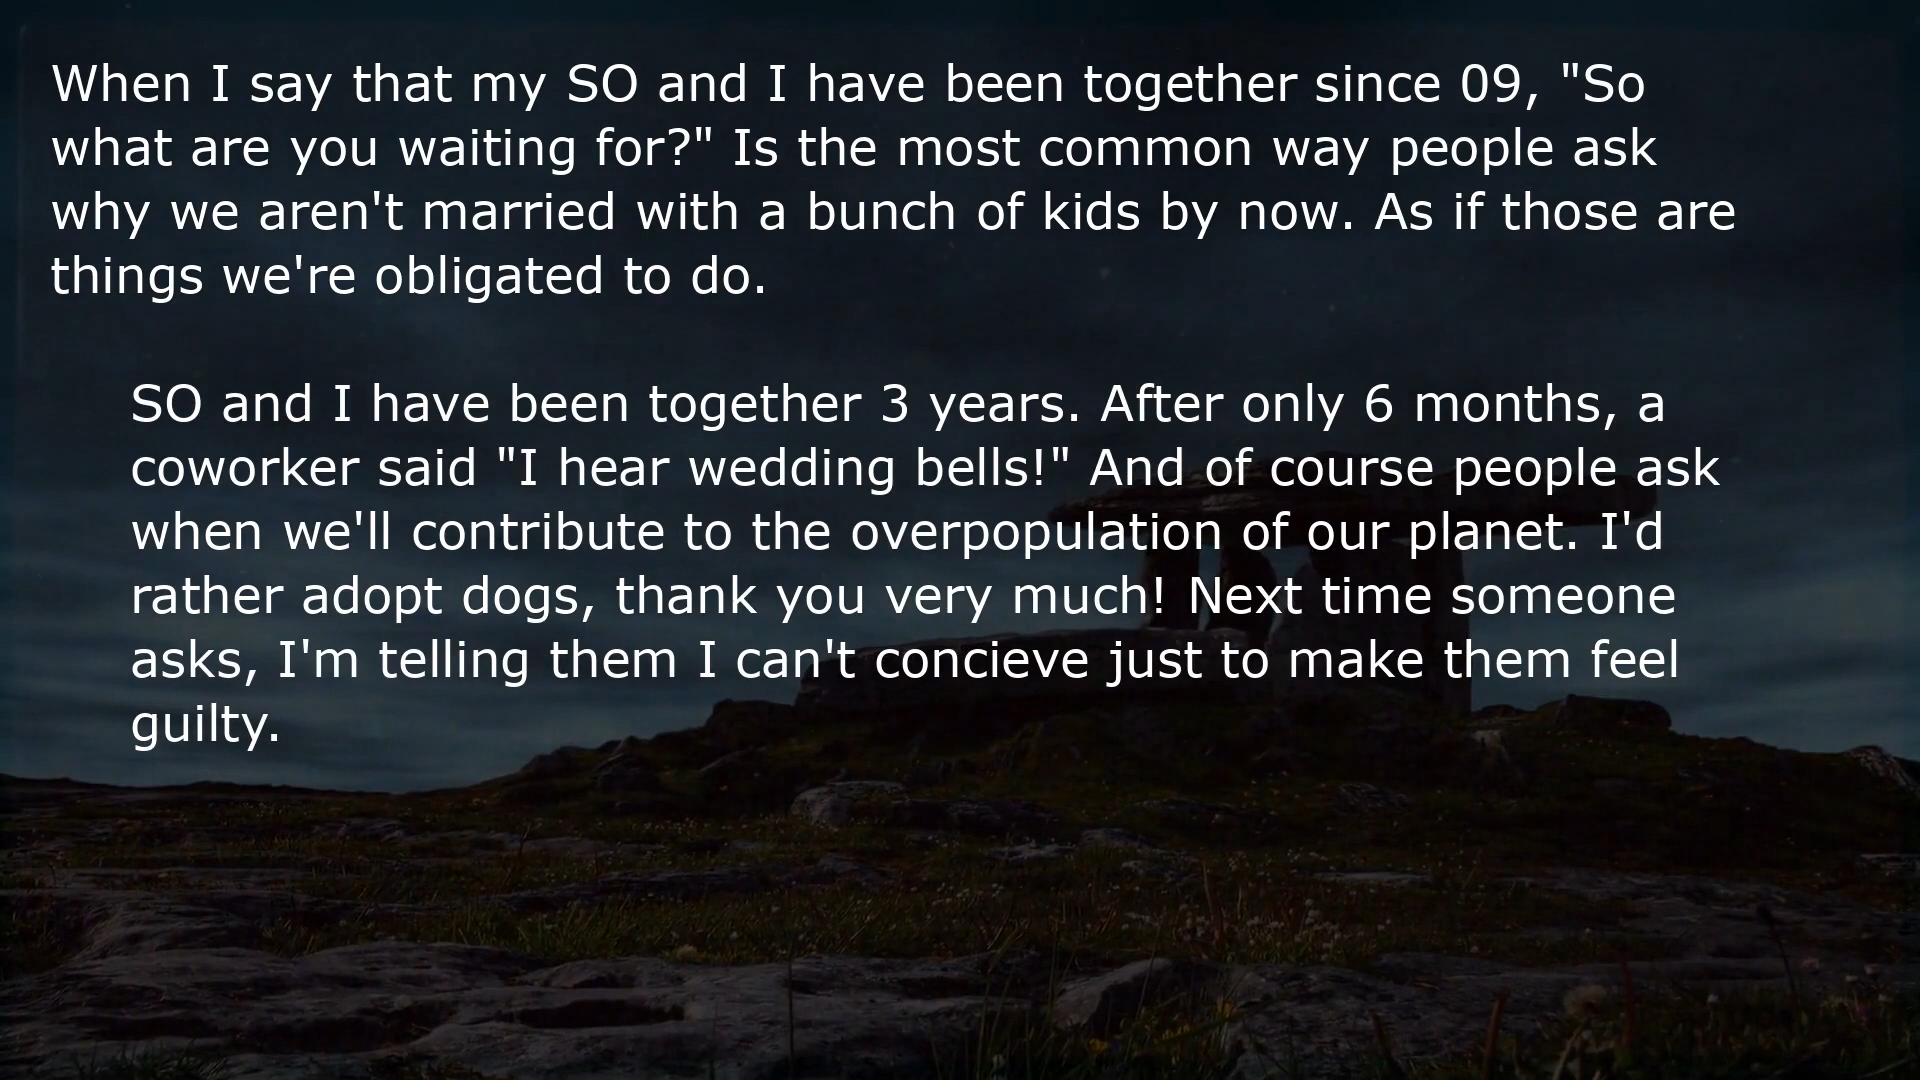 When I say that my SO and I have been together since 09, "So
what are you waiting for?" Is the most common way people ask
why we aren't married with a bunch of kids by now. As if those are
things we're obligated to do.
SO and I have been together 3 years. After only 6 months, a
coworker said "I hear wedding bells!" And of course people ask
when we'll contribute to the overpopulation of our planet. I'd
rather adopt dogs, thank you very much! Next time someone
asks, I'm telling them I can't concieve just to make them feel
guilty.